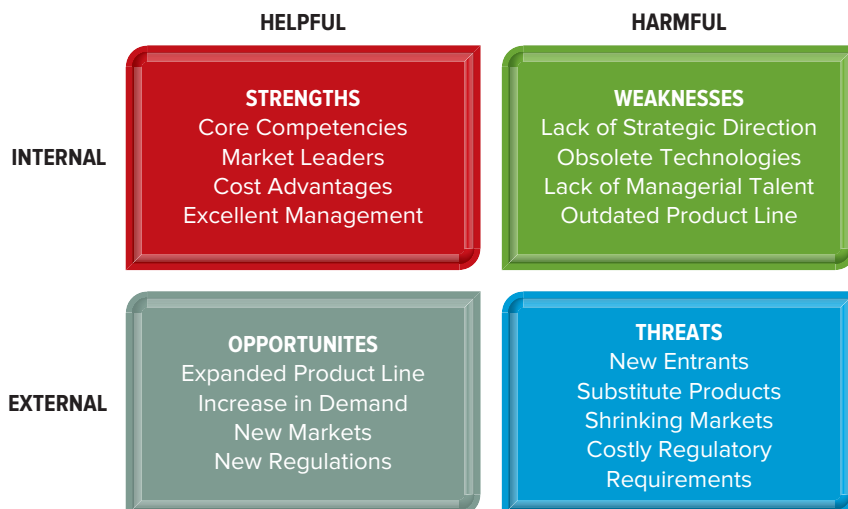 HELPFUL
HARMFUL
INTERNAL
STRENGTHS
Core Competencies
Market Leaders
Cost Advantages
Excellent Management
WEAKNESSES
Lack of Strategic Direction
Obsolete Technologies
Lack of Managerial Talent
Outdated Product Line
EXTERNAL
OPPORTUNITES
Expanded Product Line
Increase in Demand
New Markets
New Regulations
THREATS
New Entrants
Substitute Products
Shrinking Markets
Costly Regulatory
Requirements